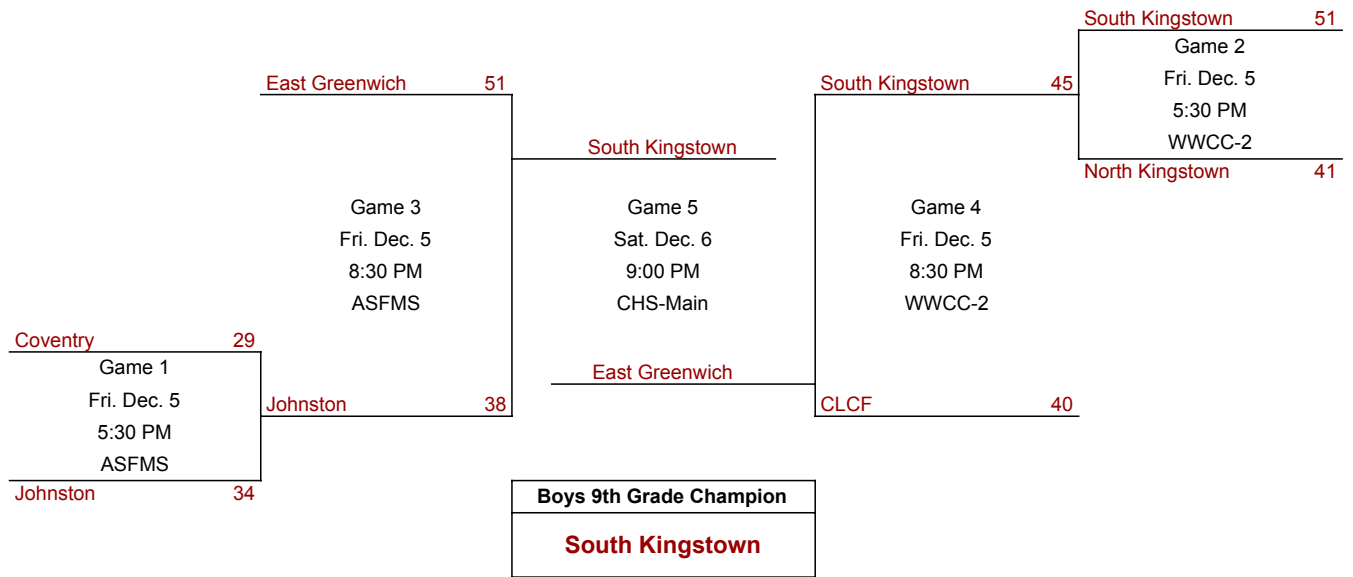 South Kingstown 51
Game 2
Fri. Dec. 5
5:30 PM
WWCC-2
North Kingstown 41
East Greenwich 51
South Kingstown 45
South Kingstown
Game 3
Fri. Dec. 5
8:30 PM
ASFMS
Game 5
Sat. Dec. 6
9:00 PM
CHS-Main
Game 4
Fri. Dec. 5
8:30 PM
WWCC-2
Coventry 29
Game 1
Fri. Dec. 5
5:30 PM
ASFMS
Johnston 34
East Greenwich
Johnston 38
CLCF 40
Boys 9th Grade Champion
South Kingstown